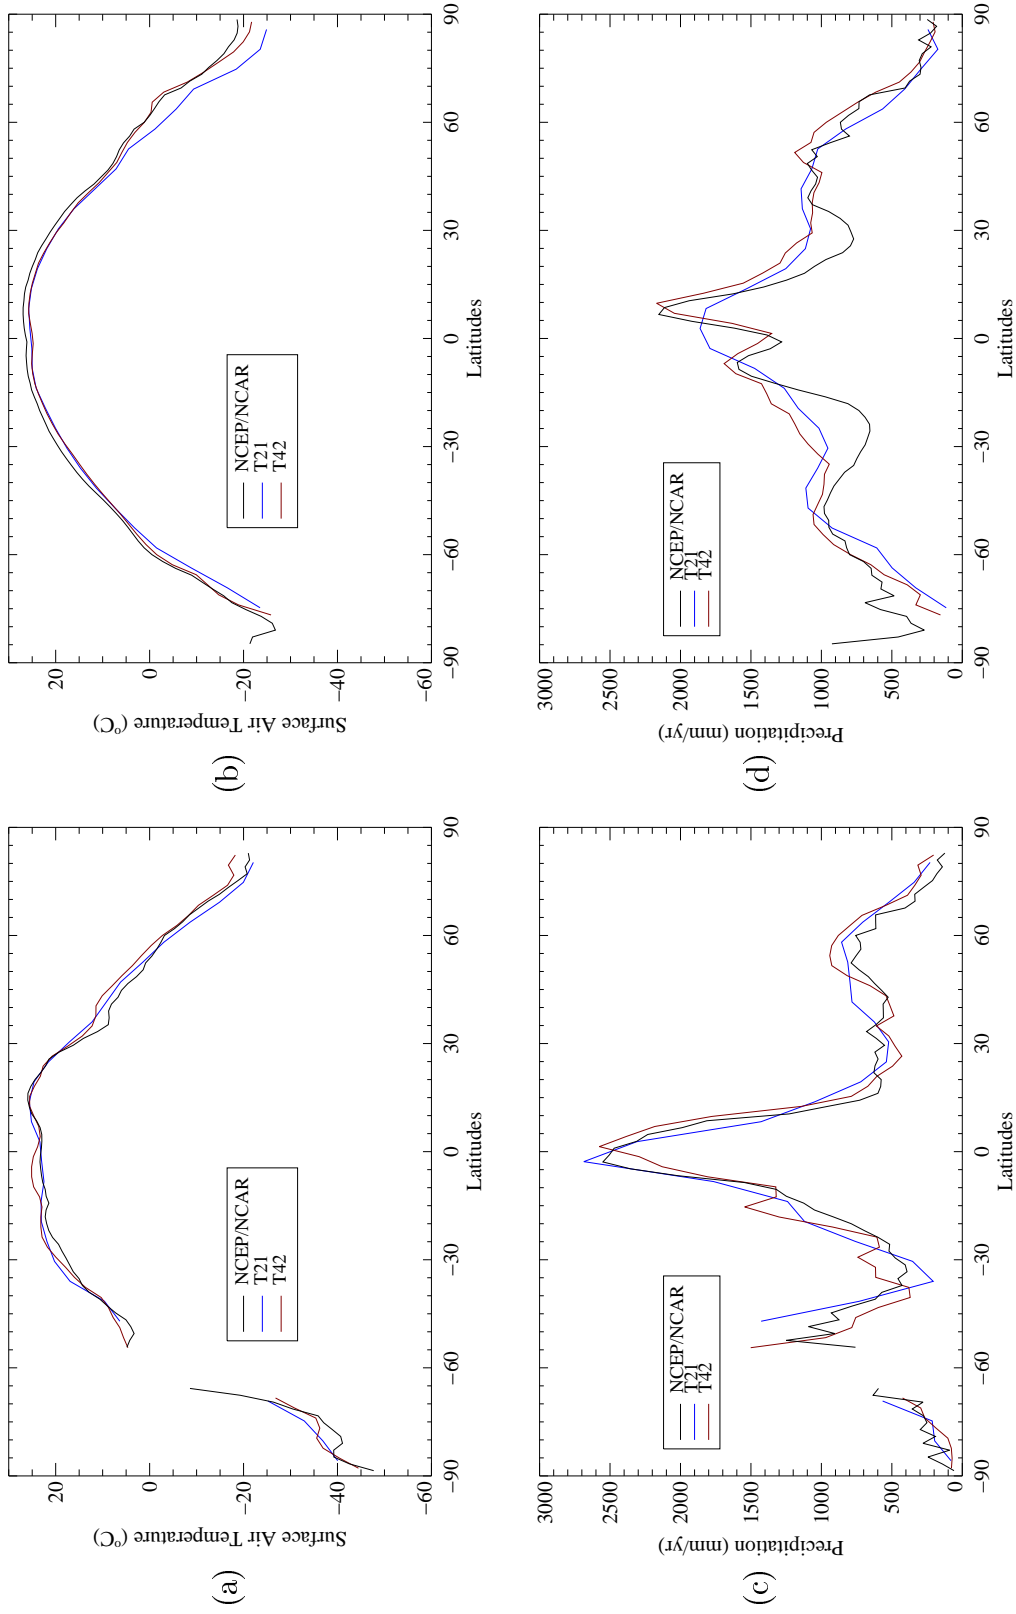 (a)
Surface Air Temperature (°C)
20
0
−20
−40
−60
−90
−60
−30
0
30
60
90
Latitudes
NCEP/NCAR
T21
T42
(b)
Surface Air Temperature (°C)
20
0
−20
−40
−60
−90
−60
−30
0
30
60
90
Latitudes
NCEP/NCAR
T21
T42
(c)
Precipitation (mm/yr)
3000
2500
2000
1500
1000
500
0
−90
−60
−30
0
30
60
90
Latitudes
NCEP/NCAR
T21
T42
(d)
Precipitation (mm/yr)
3000
2500
2000
1500
1000
500
0
−90
−60
−30
0
30
60
90
Latitudes
NCEP/NCAR
T21
T42